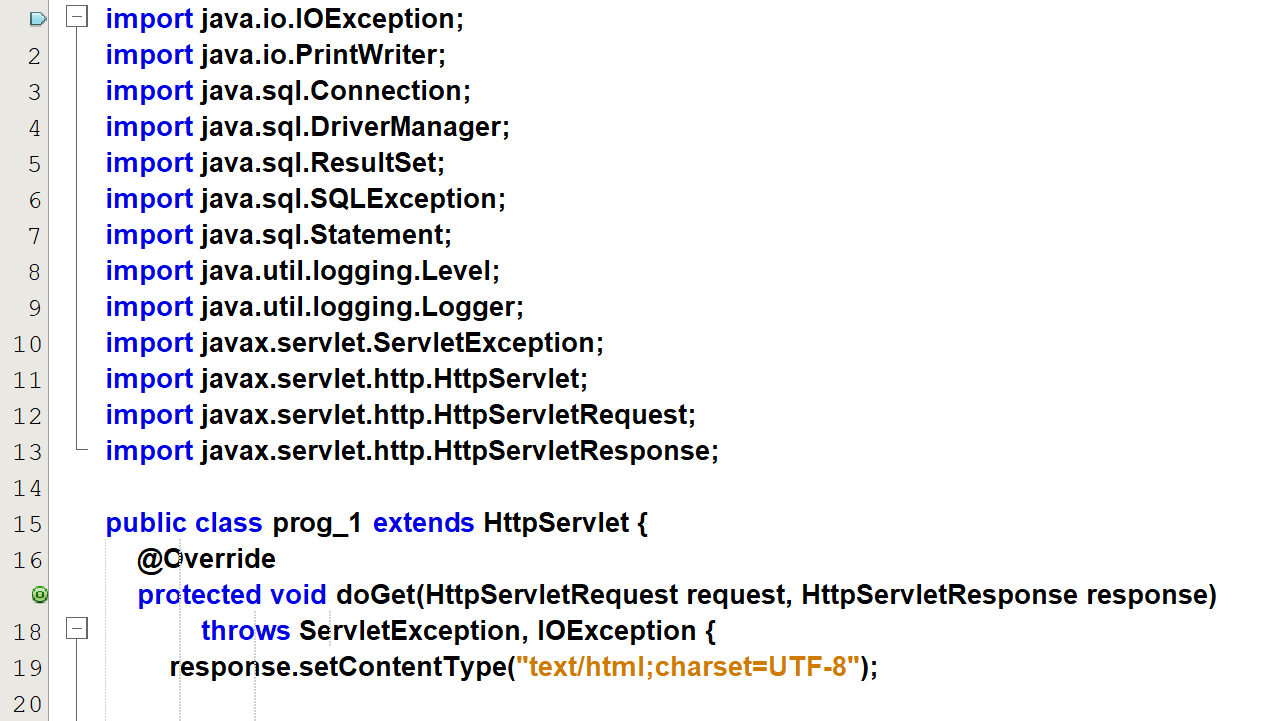 import java.io.IOException;
2 import java.io.PrintWriter;
3 import java.sql.Connection;
4 import java.sql.DriverManager;
5 import java.sql.ResultSet;
6 import java.sql.SQLException;
7 import java.sql.Statement;
8 import java.util.logging.Level;
9 import java.util.logging.Logger;
10 import javax.servlet.ServletException;
11 import javax.servlet.http.HttpServlet;
12 import javax.servlet.http.HttpServletRequest;
13 import javax.servlet.http.HttpServletResponse;
14
15 public class prog_1 extends HttpServlet {
16 @Override
protected void doGet(HttpServletRequest request, HttpServletResponse response)
18 throws ServletException, IOException {
19 response.setContentType("text/html;charset=UTF-8");
20